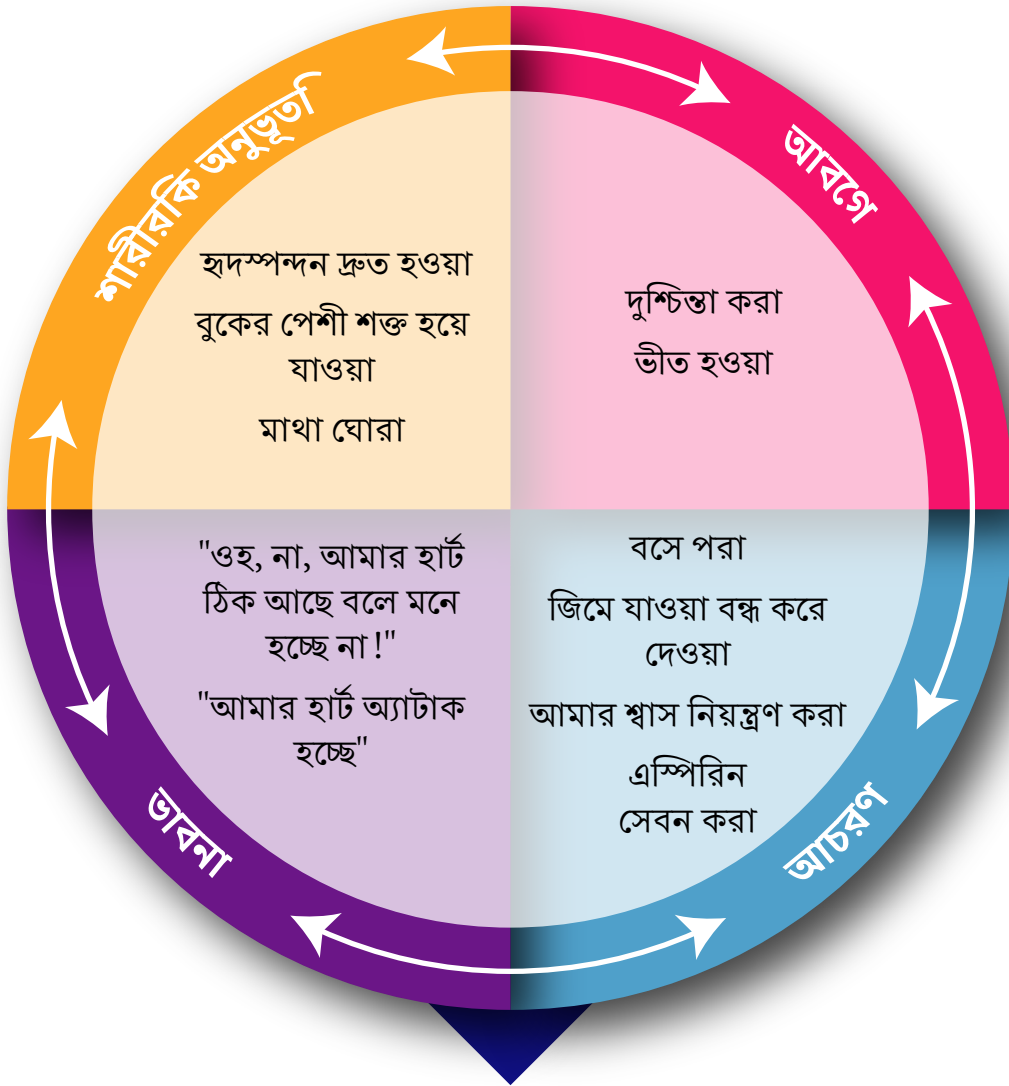 শারীরিক অনুভূতি
হৃদস্পন্দন দ্রুত হওয়া
বুকের পেশী শক্ত হয়ে
যাওয়া
মাথা ঘোরা
আবেগ
দুশ্চিন্তা করা
ভীত হওয়া
"ওহ, না, আমার হার্ট
ঠিক আছে বলে মনে
হচ্ছে না!"
"আমার হার্ট অ্যাটাক
হচ্ছে"
ভাবনা
বসে পরা
জিমে যাওয়া বন্ধ করে
দেওয়া
আমার শ্বাস নিয়ন্ত্রণ করা
এস্পিরিন
সেবন করা
আচরণ